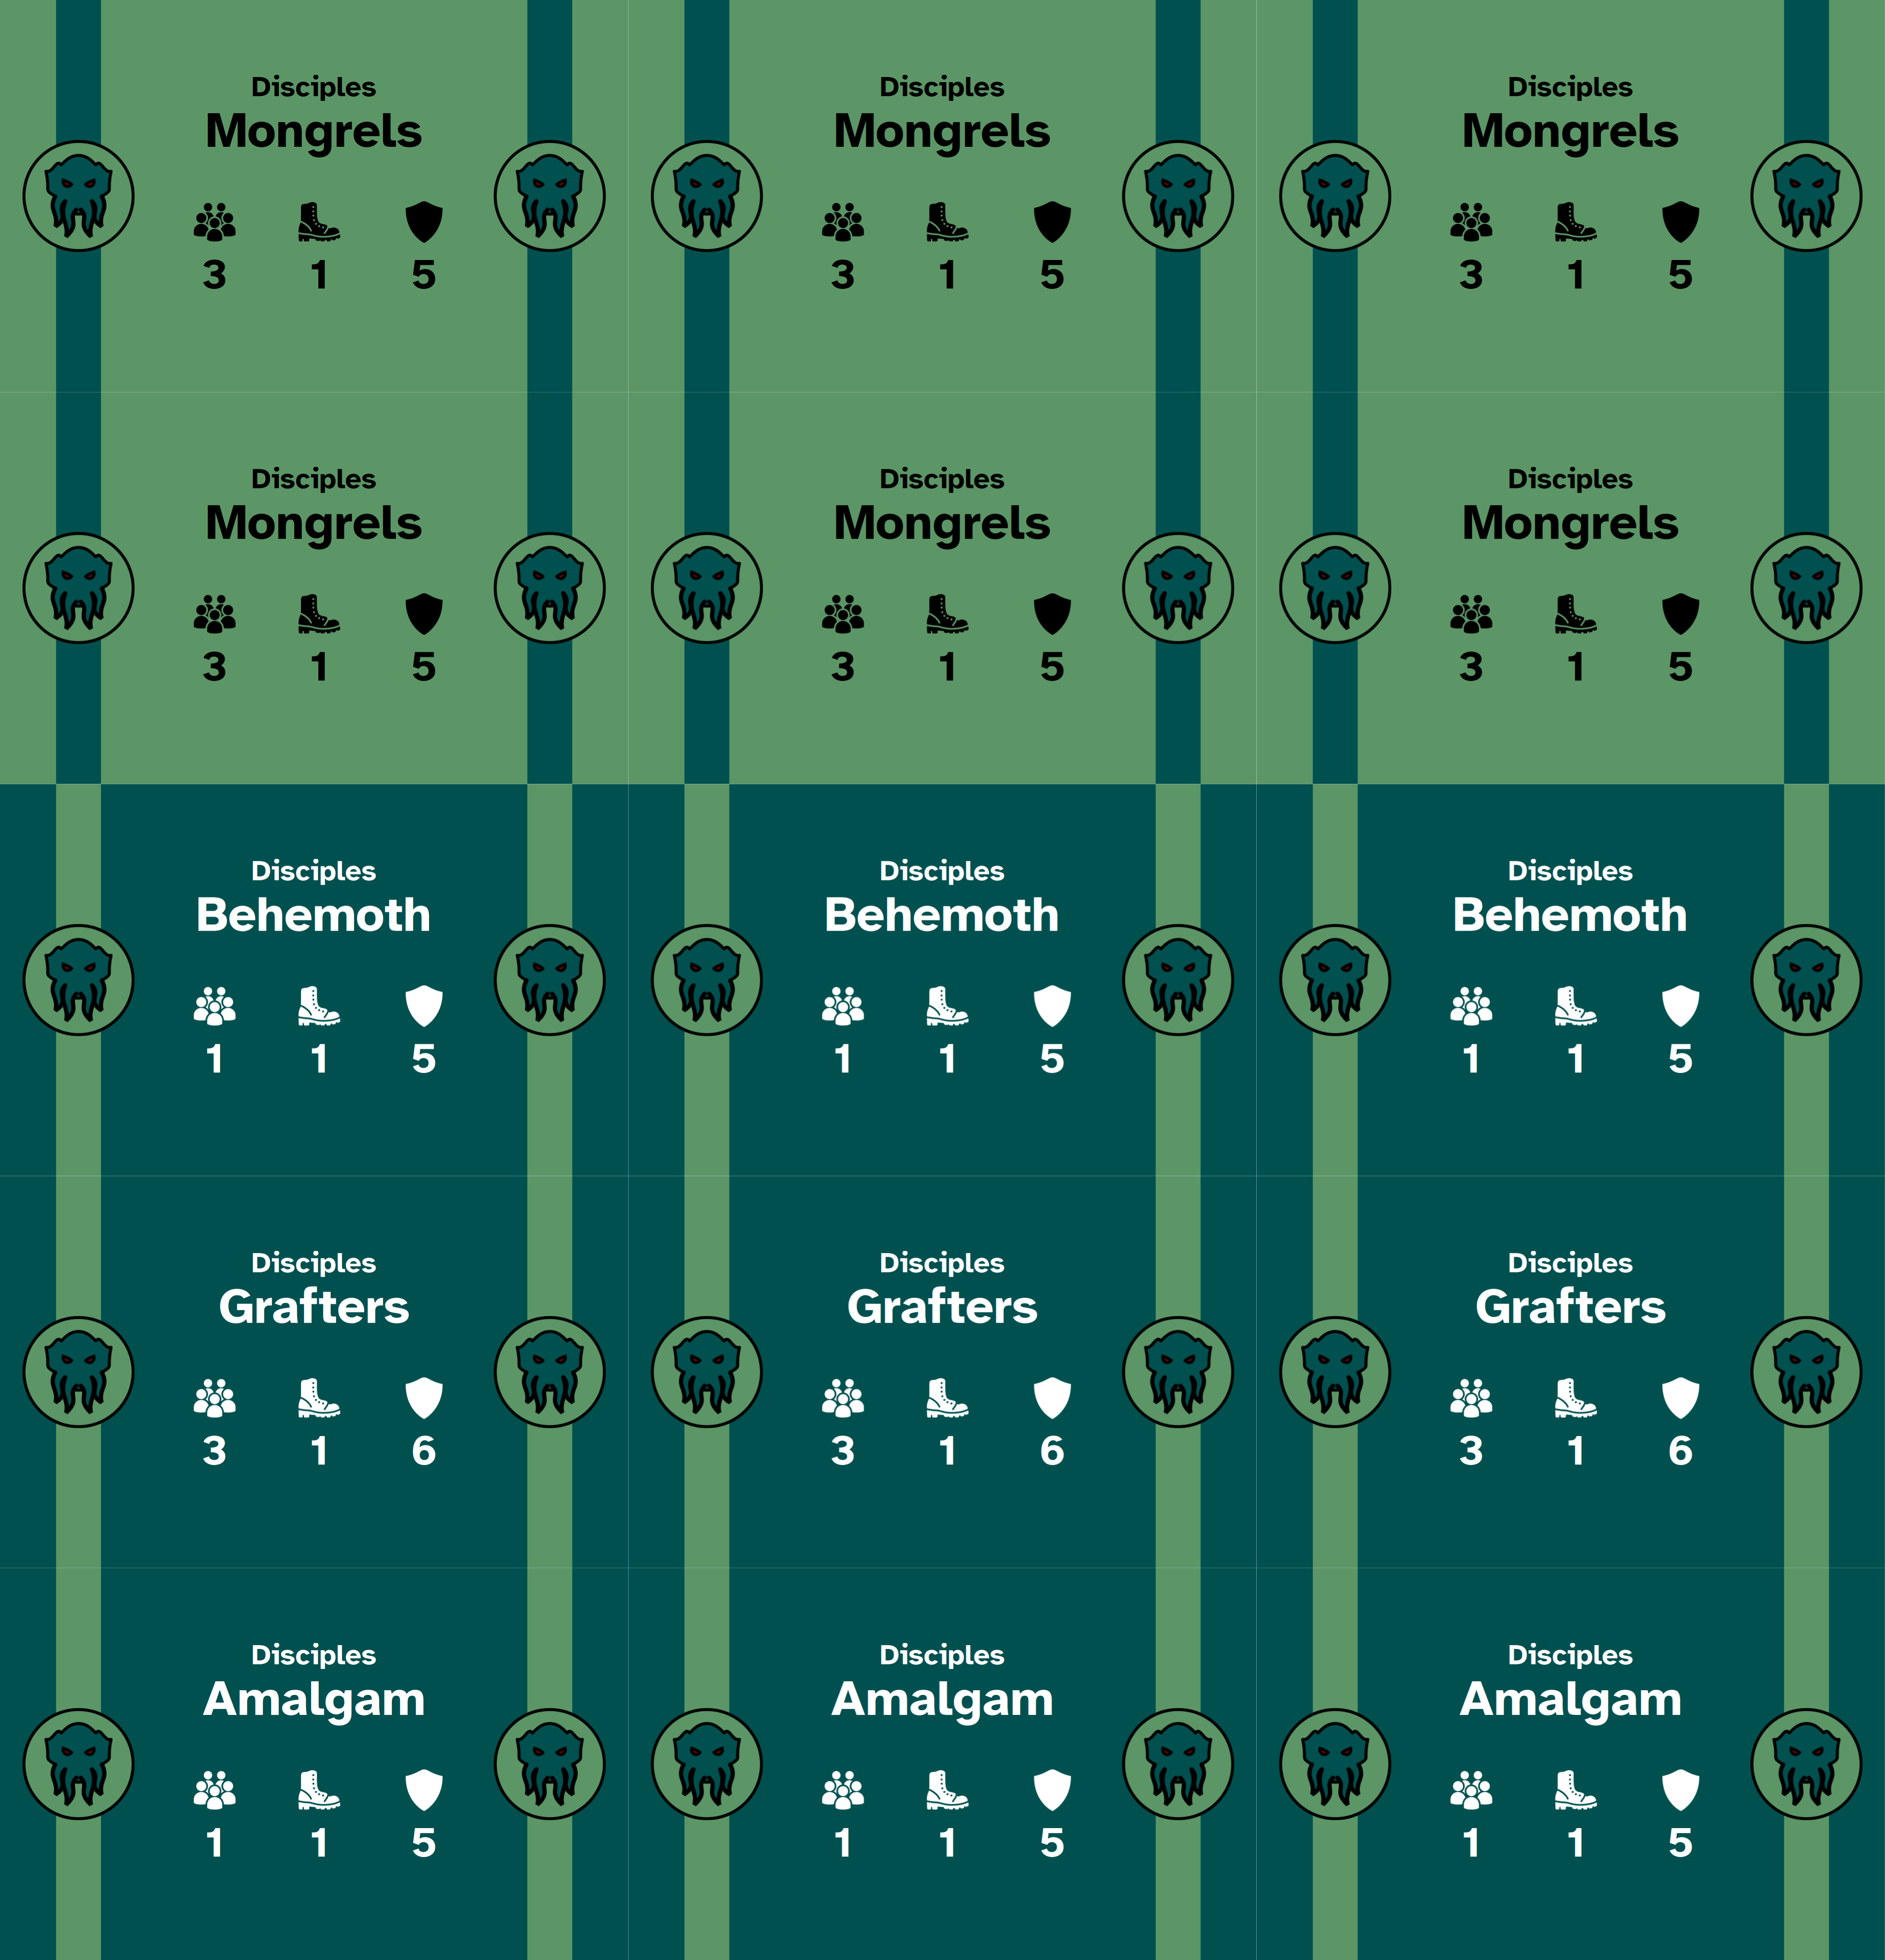 Disciples Disciples Disciples
Mongrels Mongrels Mongrels
3 1 5 3 1 5 3 1 5
Disciples Disciples Disciples
Mongrels Mongrels Mongrels
3 1 5 3 1 5 3 1 5
Disciples Disciples Disciples
Behemoth Behemoth Behemoth
1 1 5 1 1 5 1 1 5
Disciples Disciples Disciples
Grafters Grafters Grafters
3 1 6 3 1 6 3 1 6
Disciples Disciples Disciples
Amalgam Amalgam Amalgam
1 1 5 1 1 5 1 1 5